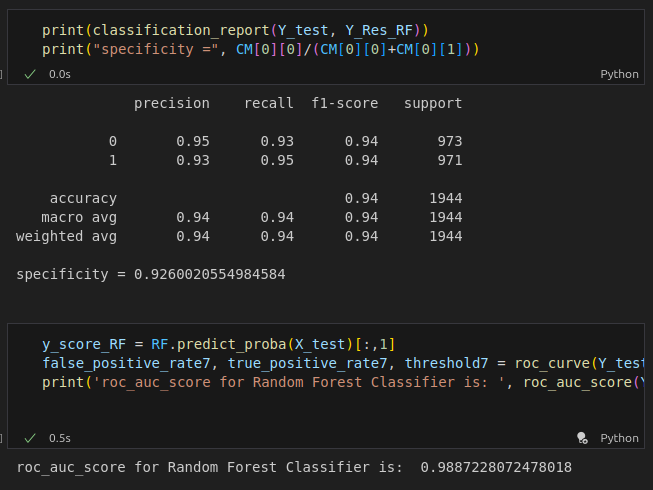 print(classification_report(Y_test, Y_Res_RF))
print("specificity =", CM[0][0]/(CM[0][0]+CM[0][1]))
0.0s
Python
precision recall f1-score support
0 0.95 0.93 0.94 973
1 0.93 0.95 0.94 971
accuracy 0.94 1944
macro avg 0.94 0.94 0.94 1944
weighted avg 0.94 0.94 0.94 1944
specificity = 0.9260020554984584
y_score_RF = RF.predict_proba(X_test)[:,1]
false_positive_rate7, true_positive_rate7, threshold7 = roc_curve(Y_test
print('roc_auc_score for Random Forest Classifier is: ', roc_auc_score(Y
0.5s
Python
roc_auc_score for Random Forest Classifier is:  0.9887228072478018